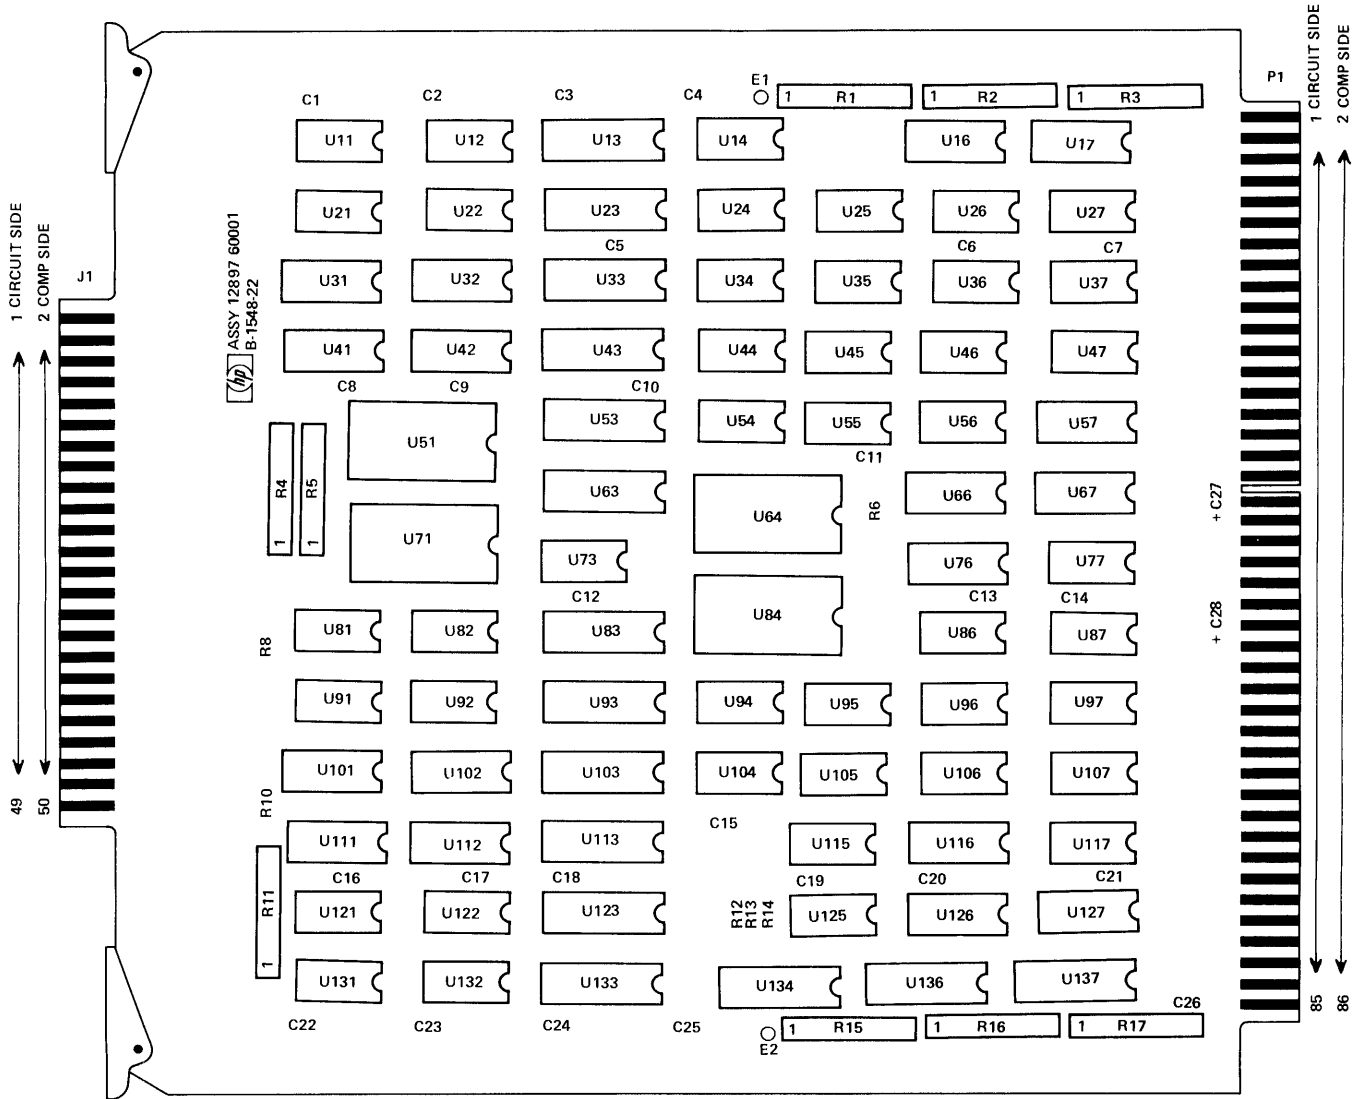 1 CIRCUIT SIDE
2 COMP SIDE
P1
E1
C1 C2 C3 C4
1 R1 1 R2 1 R3
U11 U12 U13 U14 U16 U17
U21 U22 U23 U24 U25 U26 U27
C5 C6 C7
1 CIRCUIT SIDE
2 COMP SIDE
J1
hp
ASSY 12897 60001
B-1548-22
U31 U32 U33 U34 U35 U36 U37
U41 U42 U43 U44 U45 U46 U47
C8 C9 C10
U51 U53 U54 U55 U56 U57
C11
1 R4
1 R5
U63 U64 R6 U66 U67
+ C27
U71 U73 U76 U77
C12 C13 C14
+ C28
R8
U81 U82 U83 U84 U86 U87
U91 U92 U93 U94 U95 U96 U97
U101 U102 U103 U104 U105 U106 U107
49
50
R10
C15
U111 U112 U113 U115 U116 U117
C16 C17 C18 C19 C20 C21
1 R11
U121 U122 U123
R12
R13
R14
U125 U126 U127
U131 U132 U133 U134 U136 U137
85
86
C26
C22 C23 C24 C25
E2
1 R15 1 R16 1 R17